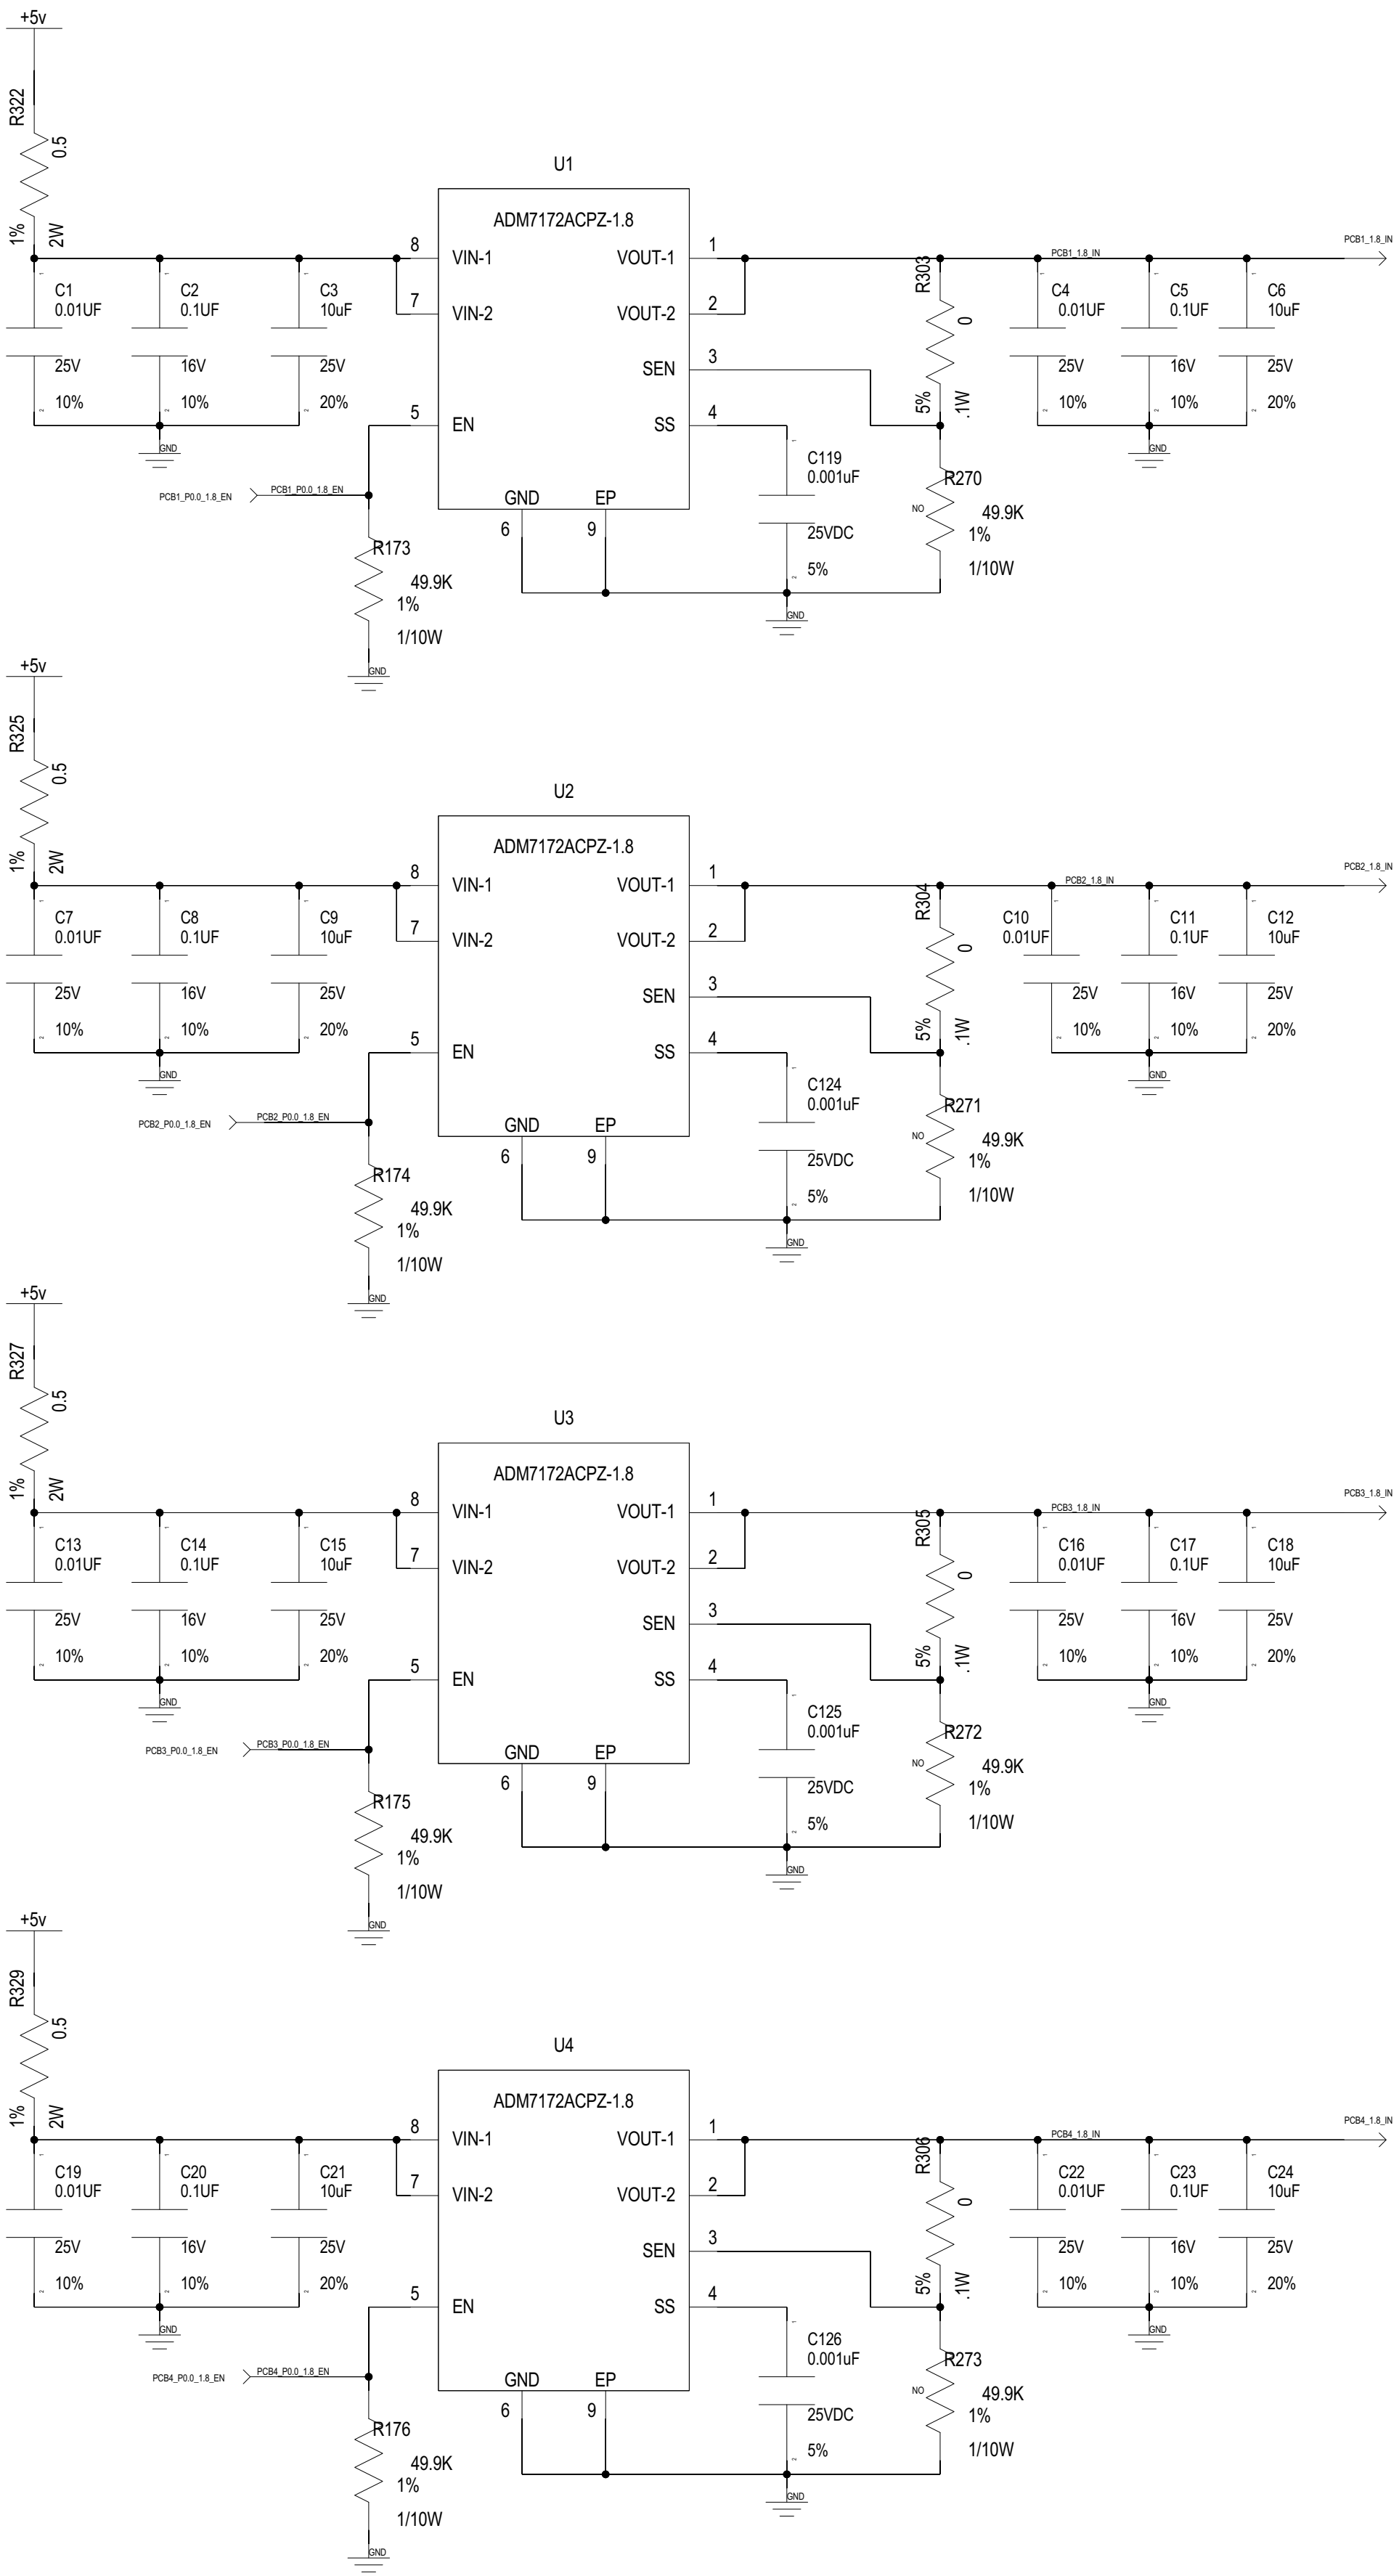 +5v
R322
0.5
1%
2W
U1
ADM7172ACPZ-1.8
8
VIN-1
VOUT-1
1
7
VIN-2
VOUT-2
2
SEN
3
5
EN
SS
4
GND
EP
6
9
C1
0.01UF
25V
10%
C2
0.1UF
16V
10%
C3
10uF
25V
20%
GND
PCB1_P0.0_1.8_EN
PCB1_P0.0_1.8_EN
R173
49.9K
1%
1/10W
GND
C119
0.001uF
25VDC
5%
GND
R303
0
5%
.1W
R270
NO
49.9K
1%
1/10W
PCB1_1.8_IN
PCB1_1.8_IN
C4
0.01UF
25V
10%
C5
0.1UF
16V
10%
C6
10uF
25V
20%
GND
+5v
R325
0.5
1%
2W
U2
ADM7172ACPZ-1.8
8
VIN-1
VOUT-1
1
7
VIN-2
VOUT-2
2
SEN
3
5
EN
SS
4
GND
EP
6
9
C7
0.01UF
25V
10%
C8
0.1UF
16V
10%
C9
10uF
25V
20%
GND
PCB2_P0.0_1.8_EN
PCB2_P0.0_1.8_EN
R174
49.9K
1%
1/10W
GND
C124
0.001uF
25VDC
5%
GND
R304
0
5%
.1W
R271
NO
49.9K
1%
1/10W
PCB2_1.8_IN
PCB2_1.8_IN
C10
0.01UF
25V
10%
C11
0.1UF
16V
10%
C12
10uF
25V
20%
GND
+5v
R327
0.5
1%
2W
U3
ADM7172ACPZ-1.8
8
VIN-1
VOUT-1
1
7
VIN-2
VOUT-2
2
SEN
3
5
EN
SS
4
GND
EP
6
9
C13
0.01UF
25V
10%
C14
0.1UF
16V
10%
C15
10uF
25V
20%
GND
PCB3_P0.0_1.8_EN
PCB3_P0.0_1.8_EN
R175
49.9K
1%
1/10W
GND
C125
0.001uF
25VDC
5%
GND
R305
0
5%
.1W
R272
NO
49.9K
1%
1/10W
PCB3_1.8_IN
PCB3_1.8_IN
C16
0.01UF
25V
10%
C17
0.1UF
16V
10%
C18
10uF
25V
20%
GND
+5v
R329
0.5
1%
2W
U4
ADM7172ACPZ-1.8
8
VIN-1
VOUT-1
1
7
VIN-2
VOUT-2
2
SEN
3
5
EN
SS
4
GND
EP
6
9
C19
0.01UF
25V
10%
C20
0.1UF
16V
10%
C21
10uF
25V
20%
GND
PCB4_P0.0_1.8_EN
PCB4_P0.0_1.8_EN
R176
49.9K
1%
1/10W
GND
C126
0.001uF
25VDC
5%
GND
R306
0
5%
.1W
R273
NO
49.9K
1%
1/10W
PCB4_1.8_IN
PCB4_1.8_IN
C22
0.01UF
25V
10%
C23
0.1UF
16V
10%
C24
10uF
25V
20%
GND